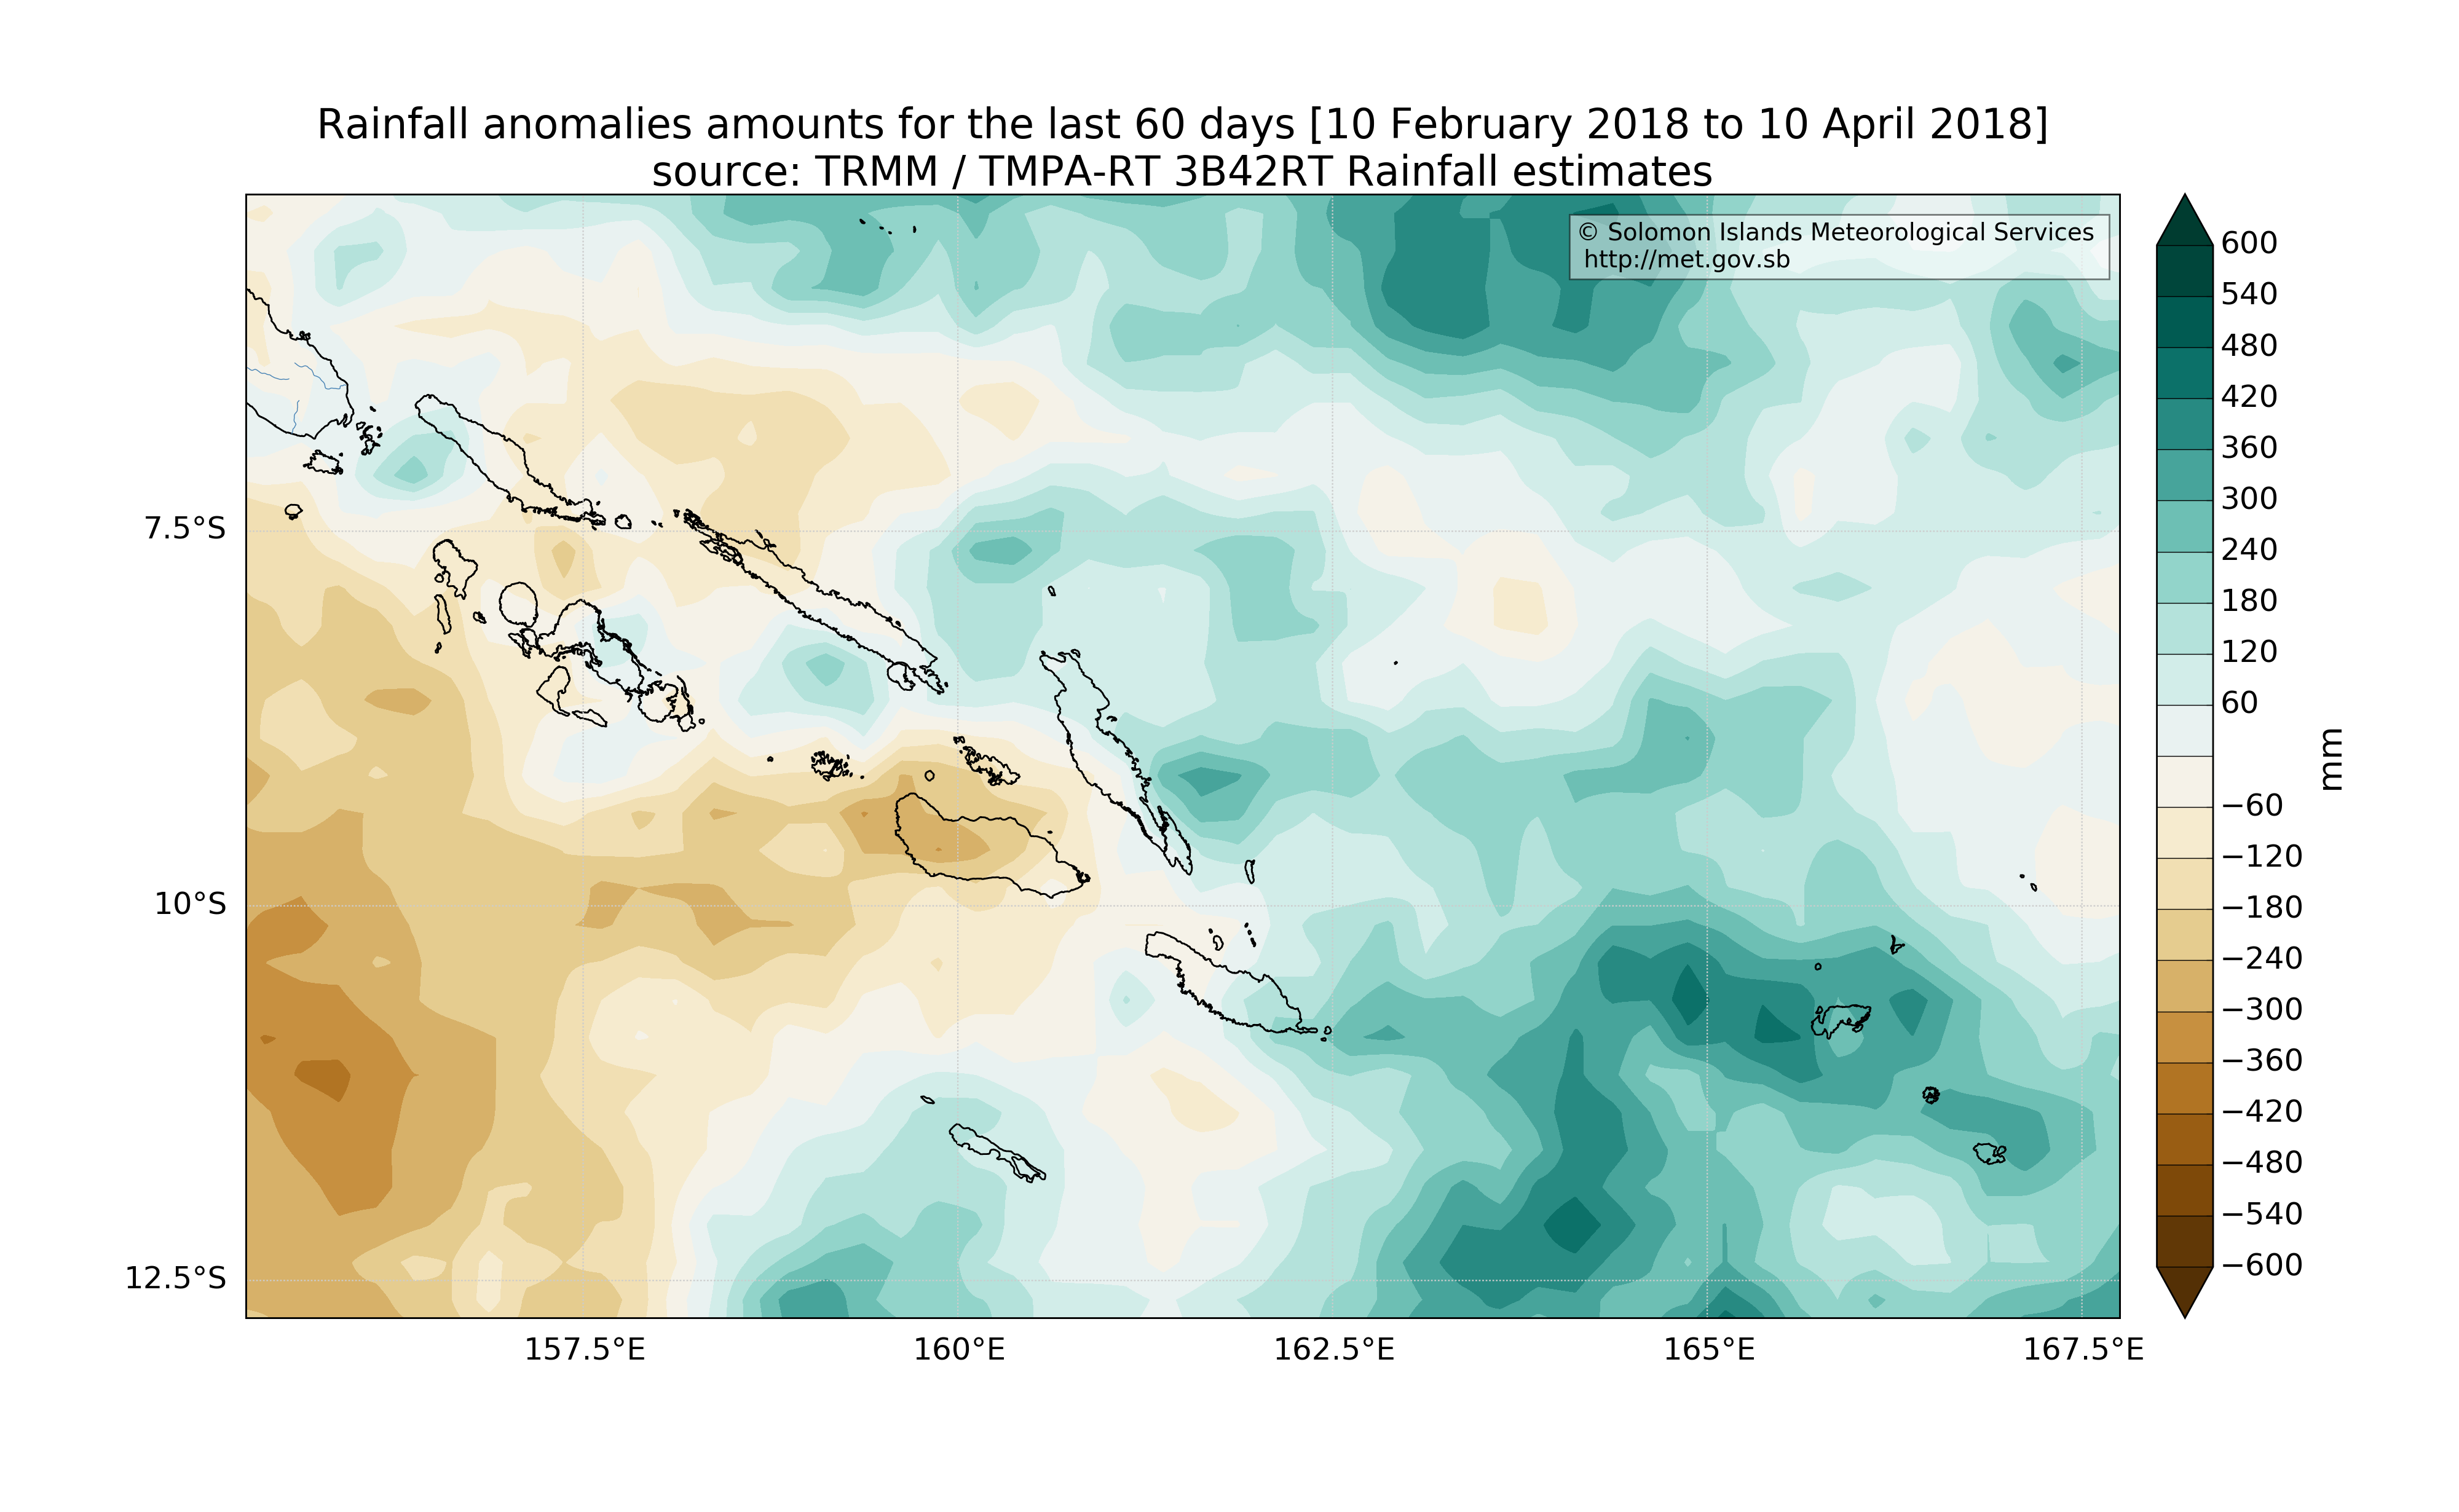 Rainfall anomalies amounts for the last 60 days [10 February 2018 to 10 April 2018]
source: TRMM / TMPA-RT 3B42RT Rainfall estimates
© Solomon Islands Meteorological Services
http://met.gov.sb
7.5°S
10°S
12.5°S
157.5°E
160°E
162.5°E
165°E
167.5°E
600
540
480
420
360
300
240
180
120
60
−60
−120
−180
−240
−300
−360
−420
−480
−540
−600
mm